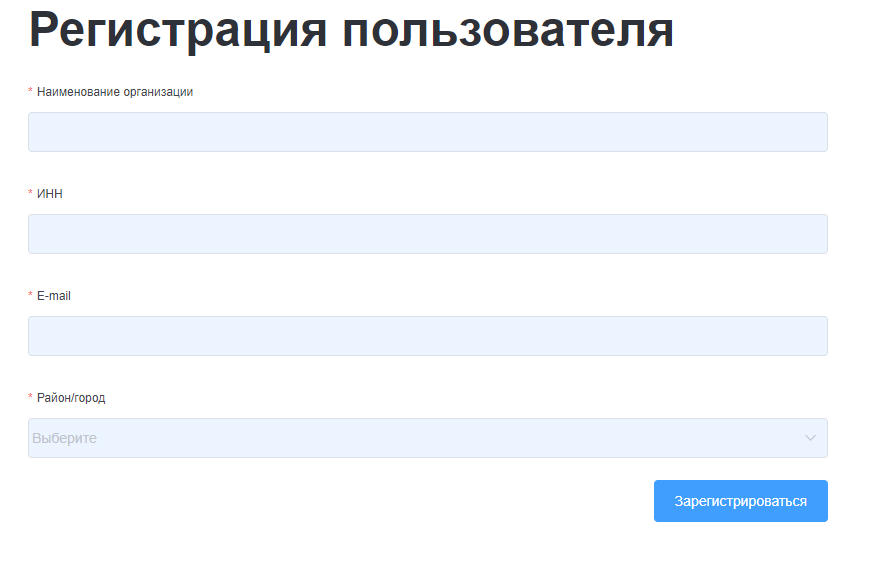 Регистрация пользователя
* Наименование организации
* ИНН
* E-mail
* Район/город
Выберите
Зарегистрироваться